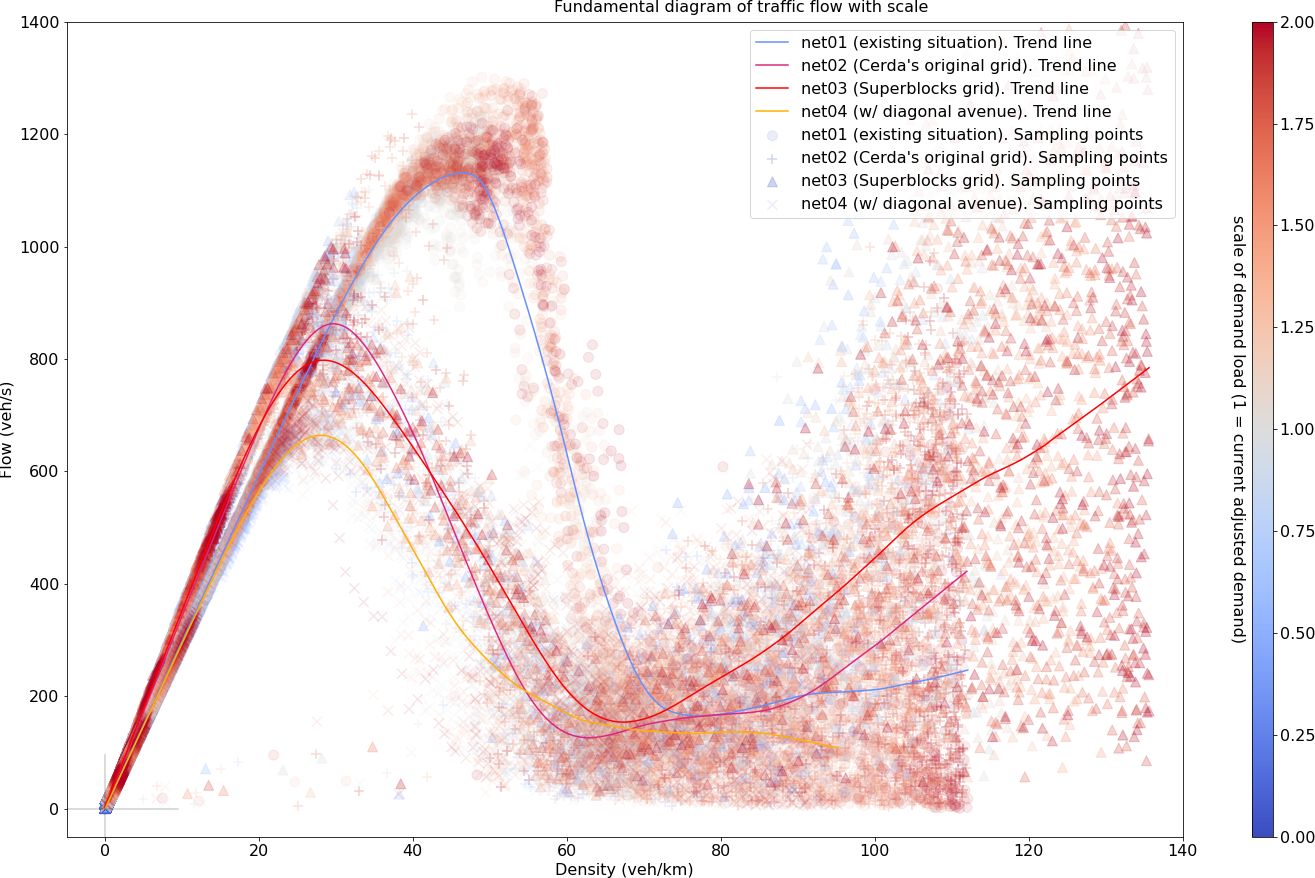 Fundamental diagram of traffic flow with scale
1400
1200
1000
800
600
400
200
0
Flow (veh/s)
net01 (existing situation). Trend line
net02 (Cerda's original grid). Trend line
net03 (Superblocks grid). Trend line
net04 (w/ diagonal avenue). Trend line
net01 (existing situation). Sampling points
net02 (Cerda's original grid). Sampling points
net03 (Superblocks grid). Sampling points
net04 (w/ diagonal avenue). Sampling points
0 20 40 60 80 100 120 140
Density (veh/km)
2.00
1.75
1.50
1.25
1.00
0.75
0.50
0.25
0.00
scale of demand load (1 = current adjusted demand)